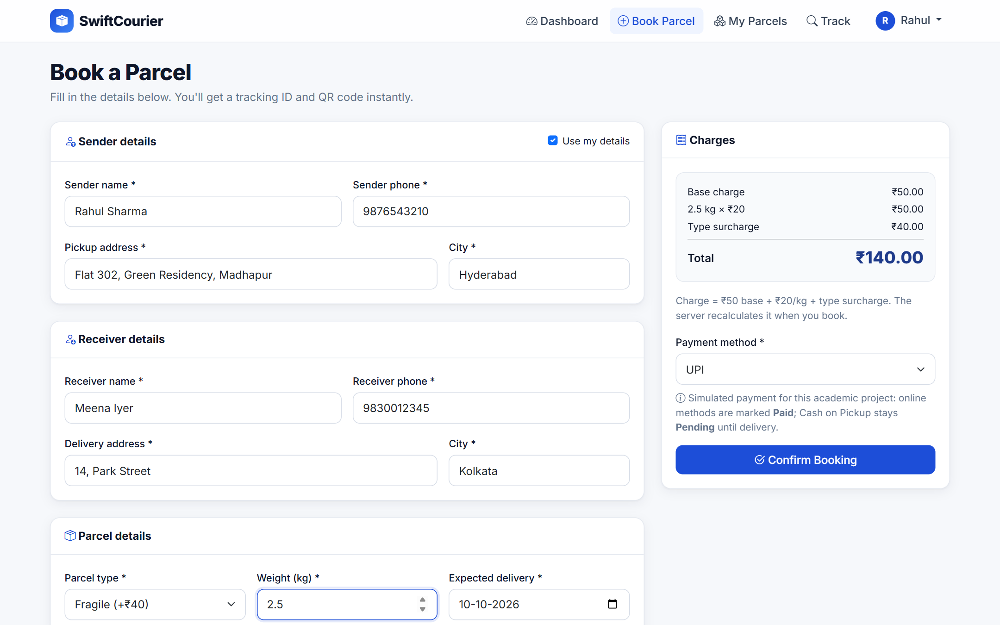 SwiftCourier
Dashboard
Book Parcel
My Parcels
Track
R
Rahul
Book a Parcel
Fill in the details below. You'll get a tracking ID and QR code instantly.
Sender details
Use my details
Sender name *
Sender phone *
Rahul Sharma
9876543210
Pickup address *
City *
Flat 302, Green Residency, Madhapur
Hyderabad
Receiver details
Receiver name *
Receiver phone *
Meena Iyer
9830012345
Delivery address *
City *
14, Park Street
Kolkata
Parcel details
Parcel type *
Weight (kg) *
Expected delivery *
Fragile (+₹40)
2.5
10-10-2026
Charges
Base charge ₹50.00
2.5 kg × ₹20 ₹50.00
Type surcharge ₹40.00
Total ₹140.00
Charge = ₹50 base + ₹20/kg + type surcharge. The
server recalculates it when you book.
Payment method *
UPI
Simulated payment for this academic project: online
methods are marked Paid; Cash on Pickup stays
Pending until delivery.
Confirm Booking